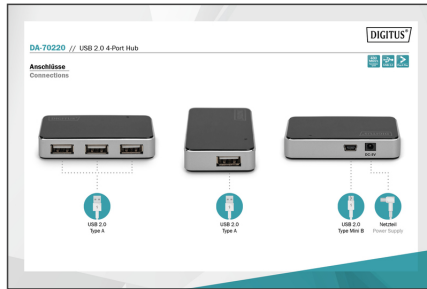 DIGITUS®
DA-70220 // USB 2.0 4-Port Hub
Anschlüsse
Connections
DC-5V
USB 2.0
Type A
USB 2.0
Type A
USB 2.0
Type Mini B
Netzteil
Power Supply